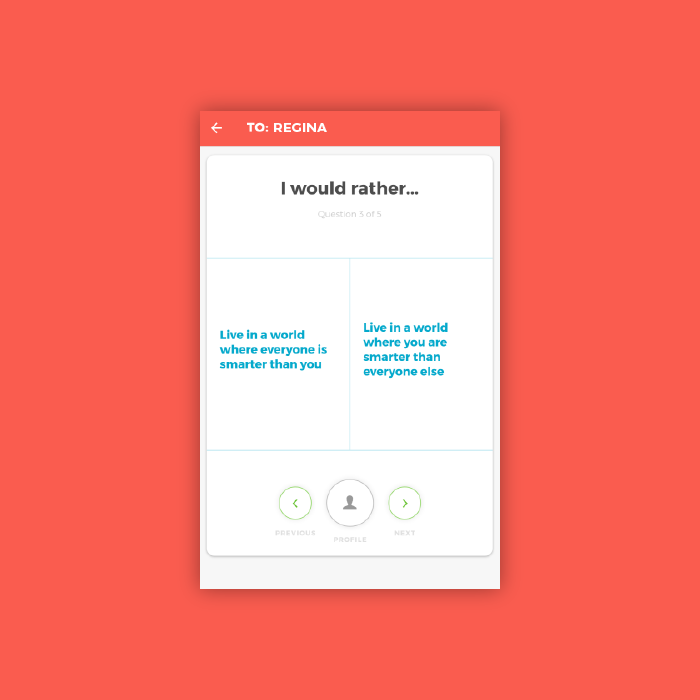 TO: REGINA
I would rather...
Question 3 of 5
Live in a world
where everyone is
smarter than you
Live in a world
where you are
smarter than
everyone else
PREVIOUS
PROFILE
NEXT